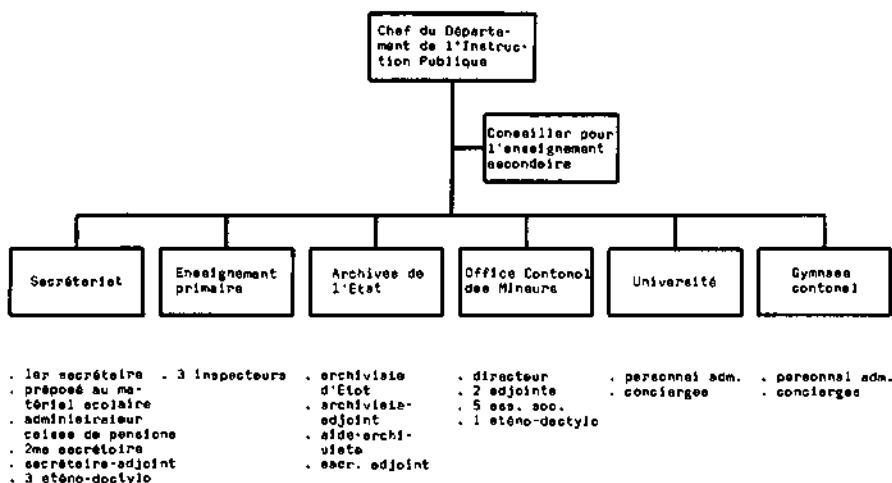 Chef du Départe-
ment de l'Instruc-
tion Publique
Conseiller pour
l'enseignement
secondaire
Secrétariat
Enseignement
primaire
Archives de
l'Etat
Office Cantonal
des Mineurs
Université
Gymnase
cantonal
. 1er secrétaire
. préposé au ma-
tériel scolaire
. administrateur
caisse de pensions
. 2me secrétaire
. secrétaire-adjoint
. 3 sténo-dactylo
. 3 inspecteurs
. archiviste
d'Etat
. archiviste-
adjoint
. aide-archi-
viste
. secr. adjoint
. directeur
. 2 adjoints
. 5 ass. soc.
. 1 sténo-dactylo
. personnel adm.
. concierges
. personnel adm.
. concierges